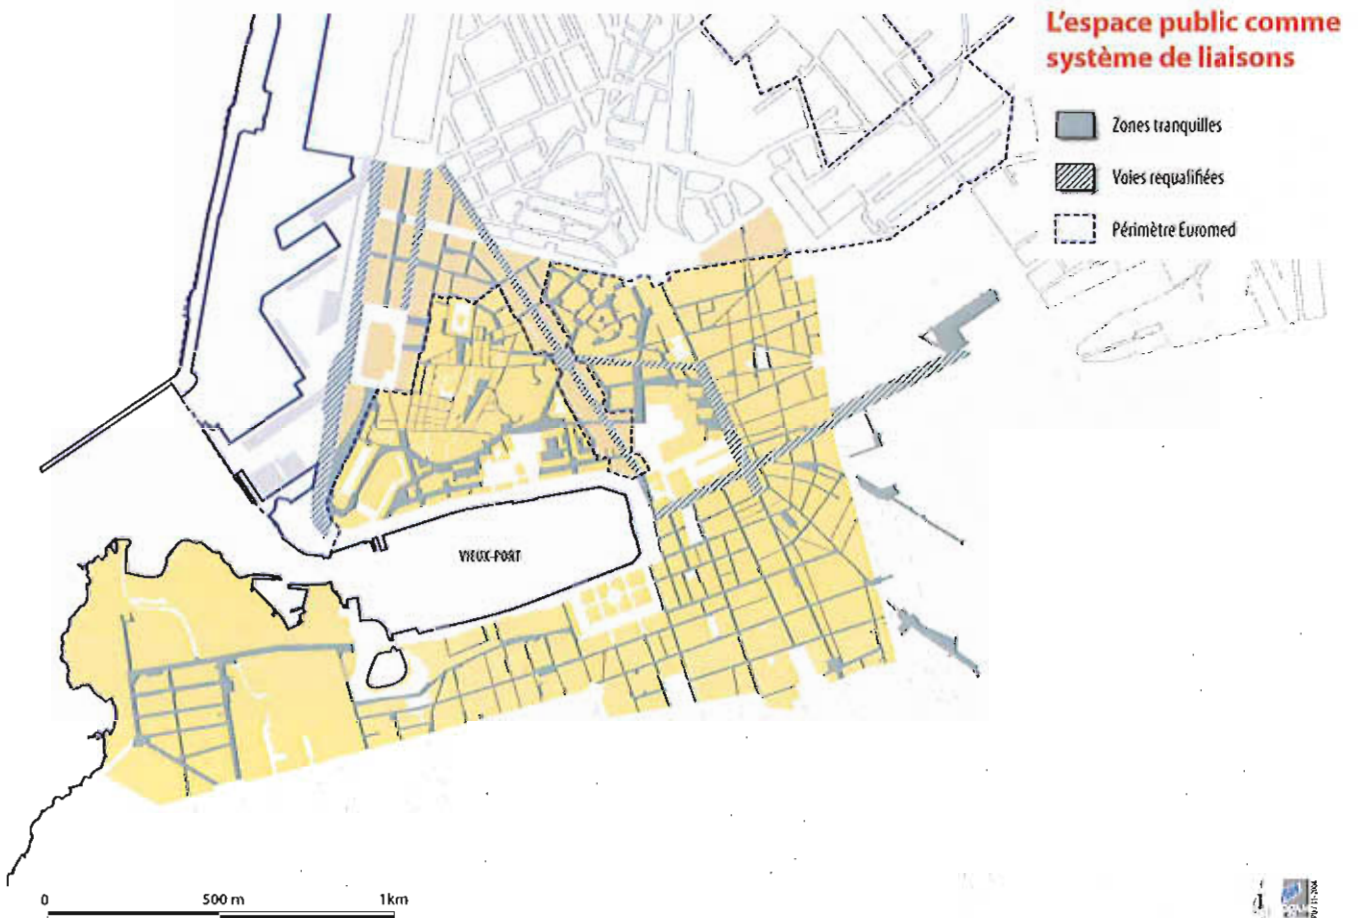 L'espace public comme
système de liaisons
Zones tranquilles
Voies requalifiées
Périmètre Euromed
VIEUX-PORT
0 500 m 1km